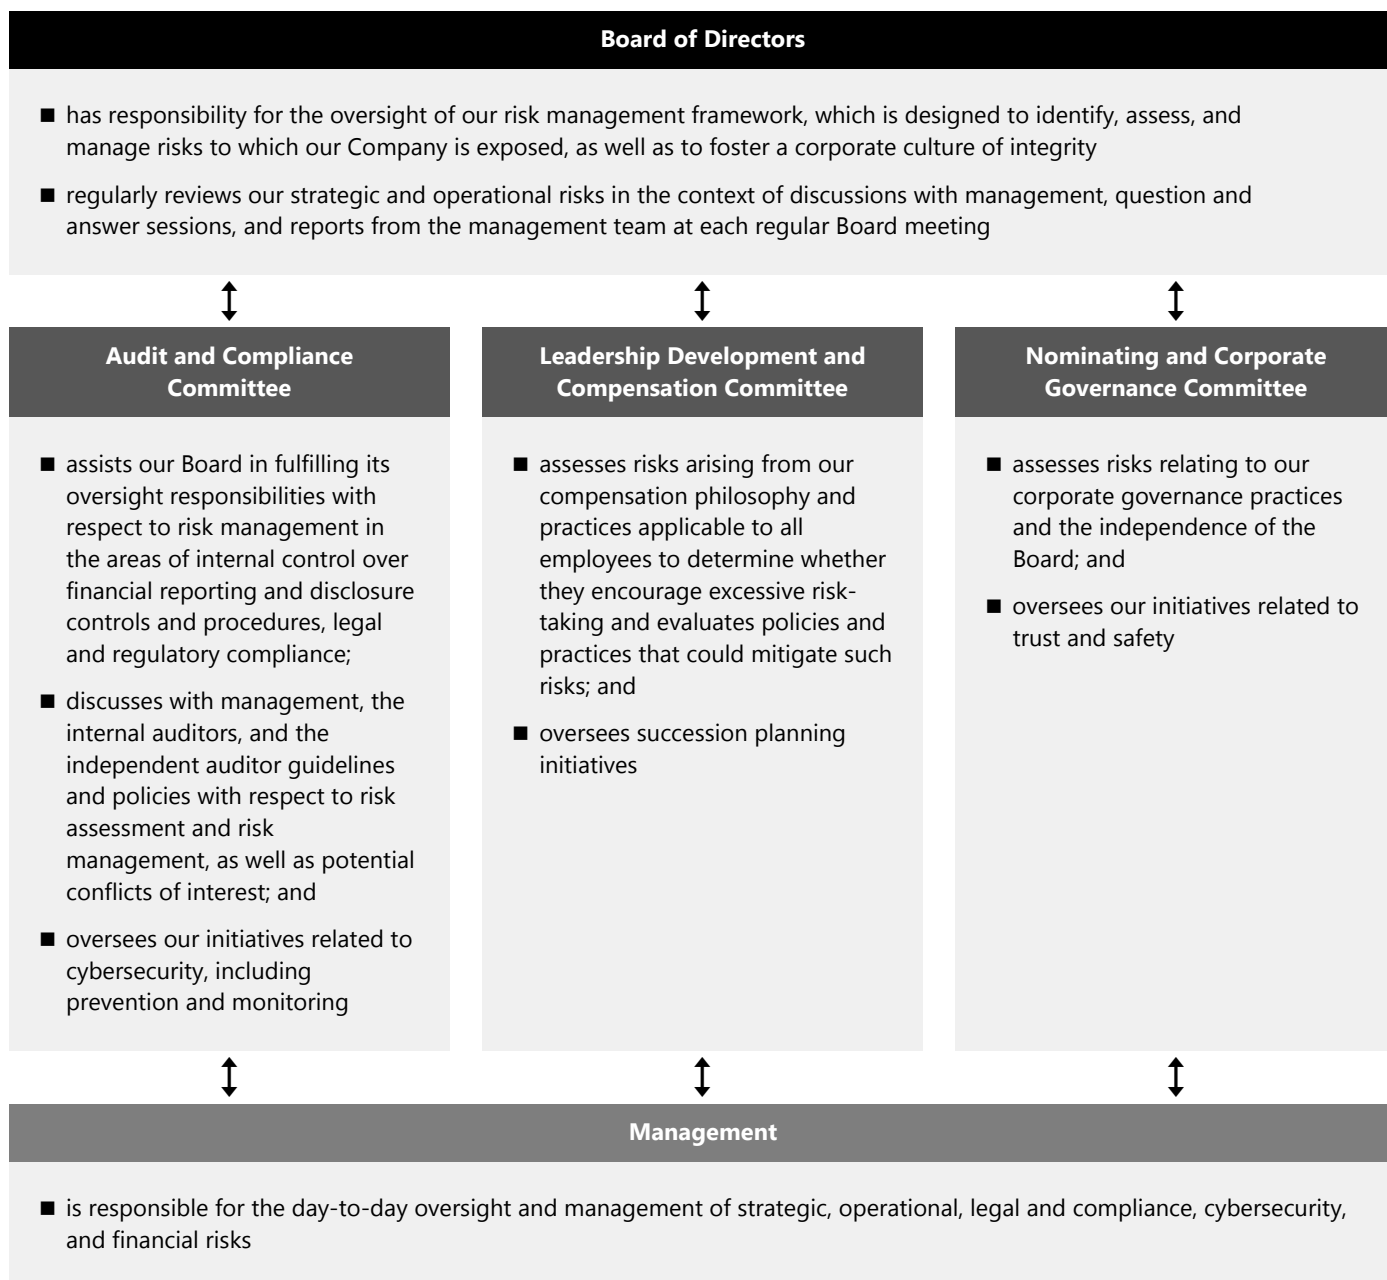 Board of Directors
■ has responsibility for the oversight of our risk management framework, which is designed to identify, assess, and
manage risks to which our Company is exposed, as well as to foster a corporate culture of integrity
■ regularly reviews our strategic and operational risks in the context of discussions with management, question and
answer sessions, and reports from the management team at each regular Board meeting
Audit and Compliance
Committee
■ assists our Board in fulfilling its
oversight responsibilities with
respect to risk management in
the areas of internal control over
financial reporting and disclosure
controls and procedures, legal
and regulatory compliance;
■ discusses with management, the
internal auditors, and the
independent auditor guidelines
and policies with respect to risk
assessment and risk
management, as well as potential
conflicts of interest; and
■ oversees our initiatives related to
cybersecurity, including
prevention and monitoring
Leadership Development and
Compensation Committee
■ assesses risks arising from our
compensation philosophy and
practices applicable to all
employees to determine whether
they encourage excessive risk-
taking and evaluates policies and
practices that could mitigate such
risks; and
■ oversees succession planning
initiatives
Nominating and Corporate
Governance Committee
■ assesses risks relating to our
corporate governance practices
and the independence of the
Board; and
■ oversees our initiatives related to
trust and safety
Management
■ is responsible for the day-to-day oversight and management of strategic, operational, legal and compliance, cybersecurity,
and financial risks